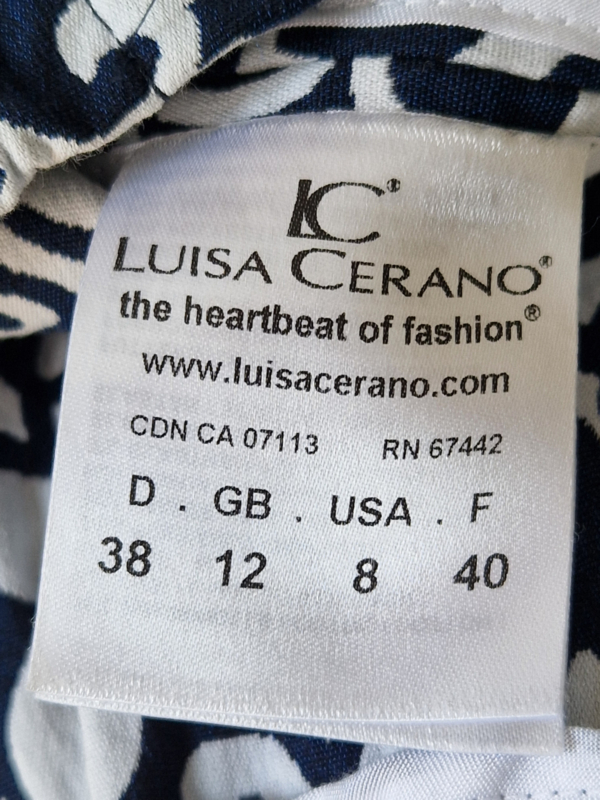 LC®
LUISA CERANO®
the heartbeat of fashion®
www.luisacerano.com
CDN CA 07113 RN 67442
D . GB . USA . F
38 12 8 40